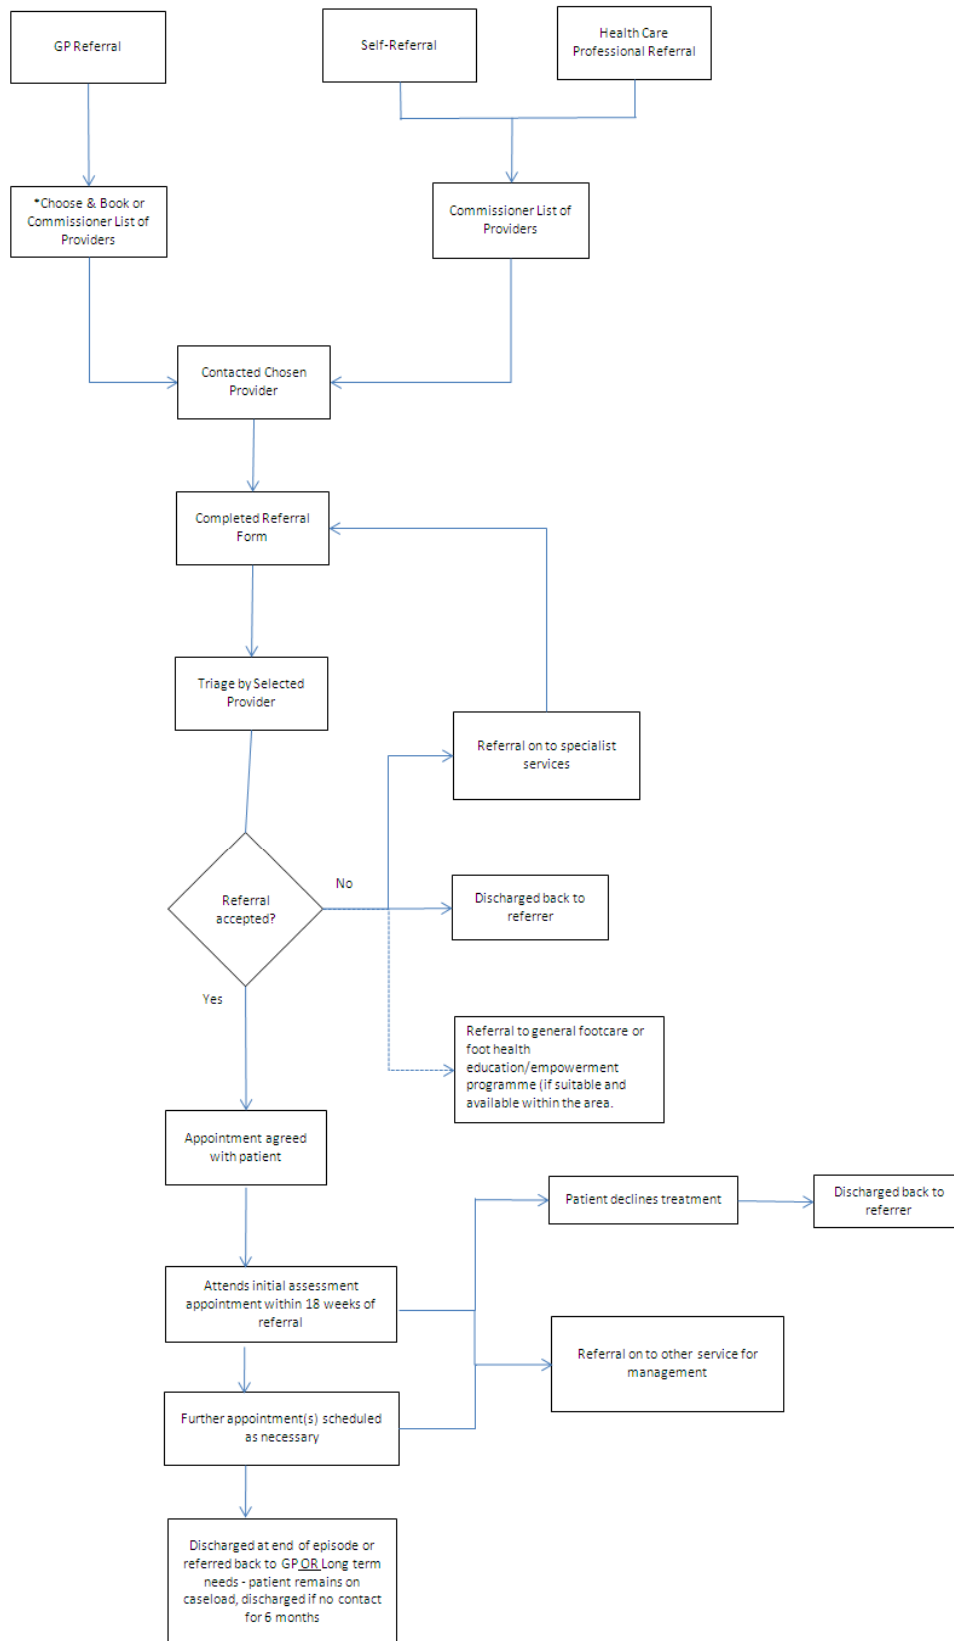 GP Referral
Self-Referral
Health Care
Professional Referral
*Choose & Book or
Commissioner List of
Providers
Commissioner List of
Providers
Contacted Chosen
Provider
Completed Referral
Form
Triage by Selected
Provider
Referral on to specialist
services
No
Referral
accepted?
Discharged back to
referrer
Yes
Referral to general footcare or
foot health
education/empowerment
programme (if suitable and
available within the area.
Appointment agreed
with patient
Patient declines treatment
Discharged back to
referrer
Attends initial assessment
appointment within 18 weeks of
referral
Referral on to other service for
management
Further appointment(s) scheduled
as necessary
Discharged at end of episode or
referred back to GP OR Long term
needs - patient remains on
caseload, discharged if no contact
for 6 months